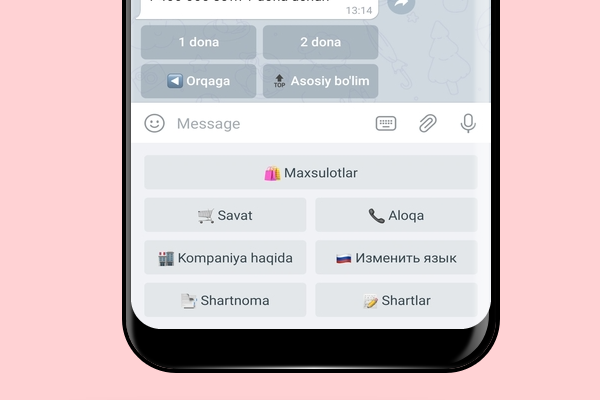 13:14
1 dona 2 dona
Orqaga TOP Asosiy bo'lim
Message
Maxsulotlar
Savat Aloqa
Kompaniya haqida Изменить язык
Shartnoma Shartlar